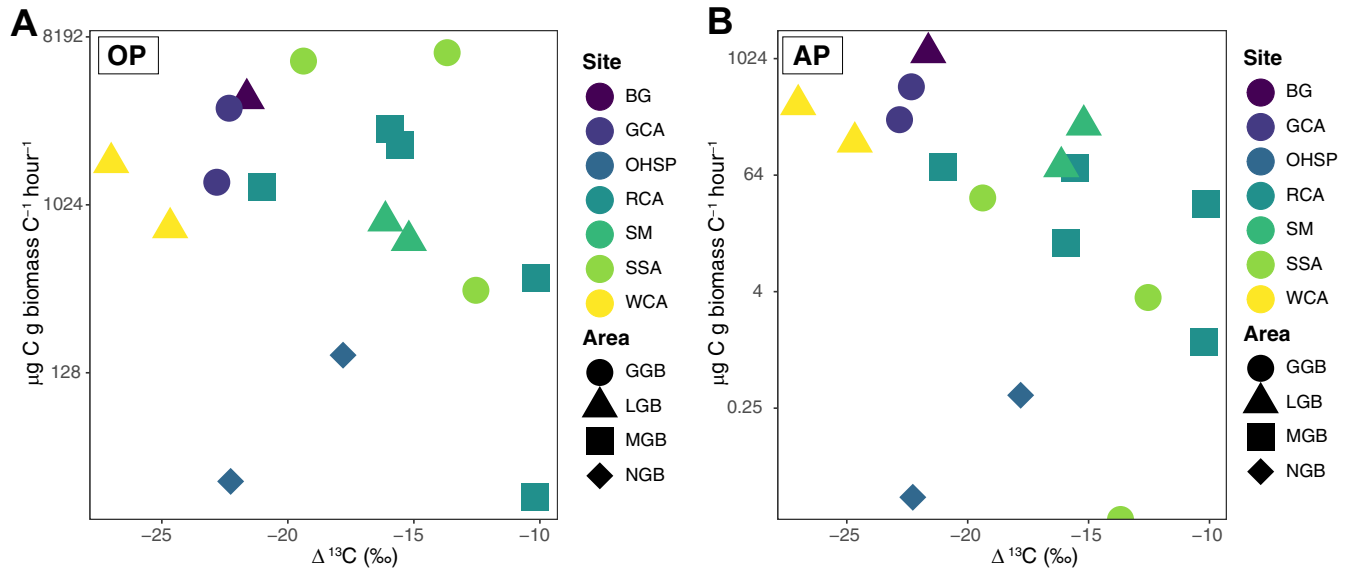 A
OP
8192
1024
128
μg C g biomass C⁻¹ hour⁻¹
−25
−20
−15
−10
Δ ¹³C (‰)
Site
BG
GCA
OHSP
RCA
SM
SSA
WCA
Area
GGB
LGB
MGB
NGB
B
AP
1024
64
4
0.25
μg C g biomass C⁻¹ hour⁻¹
−25
−20
−15
−10
Δ ¹³C (‰)
Site
BG
GCA
OHSP
RCA
SM
SSA
WCA
Area
GGB
LGB
MGB
NGB